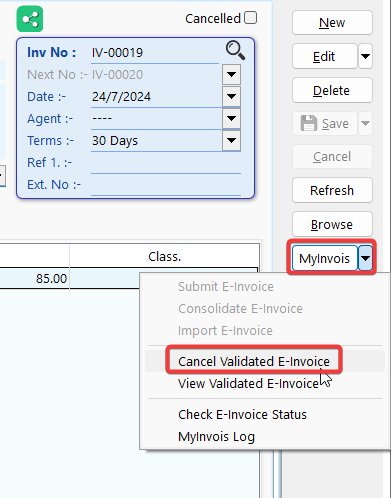 Cancelled
Inv No : IV-00019
Next No :- IV-00020
Date :- 24/7/2024
Agent :- ----
Terms :- 30 Days
Ref 1. :-
Ext. No :-
New
Edit
Delete
Save
Cancel
Refresh
Browse
MyInvois
Class.
85.00
Submit E-Invoice
Consolidate E-Invoice
Import E-Invoice
Cancel Validated E-Invoice
View Validated E-Invoice
Check E-Invoice Status
MyInvois Log